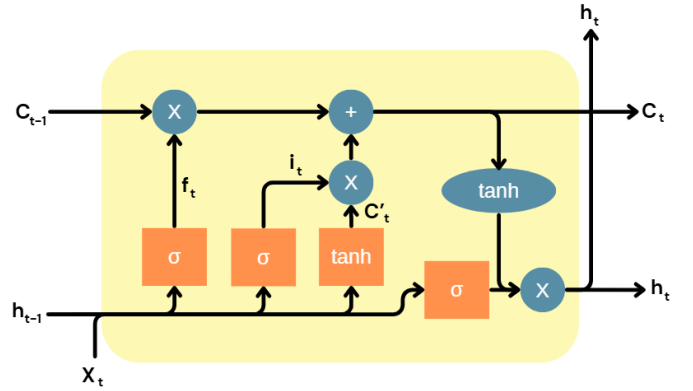 h_t
C_{t-1}
X
+
C_t
i_t
X
f_t
C'_t
tanh
σ
σ
tanh
σ
X
h_{t-1}
h_t
X_t